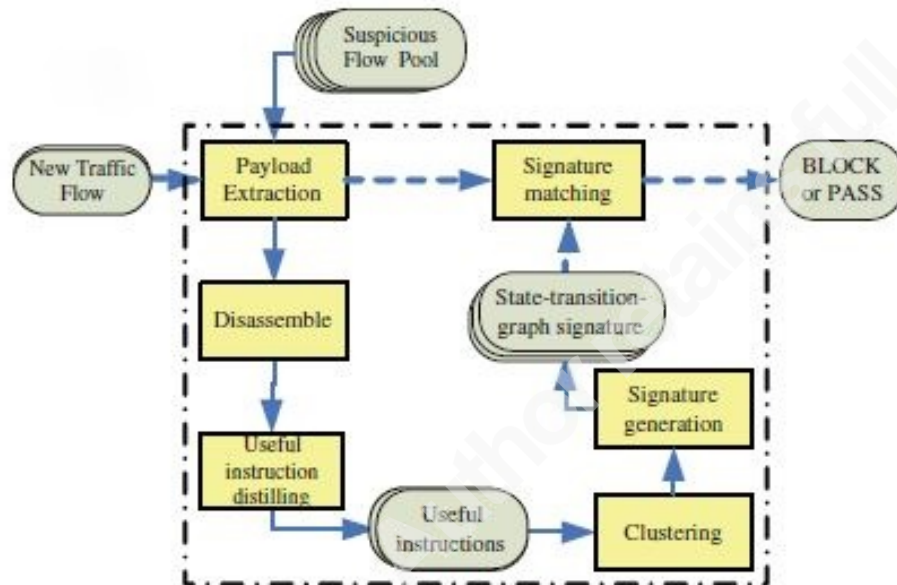 Suspicious
Flow Pool
New Traffic
Flow
Payload
Extraction
Signature
matching
BLOCK
or PASS
Disassemble
State-transition-
graph signature
Signature
generation
Useful
instruction
distilling
Useful
instructions
Clustering